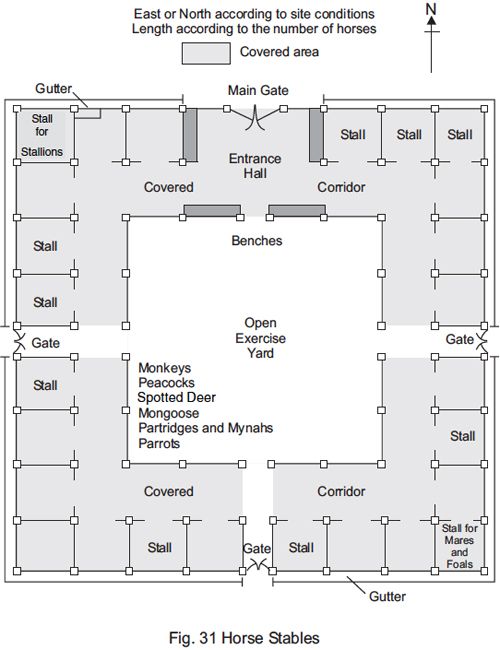 East or North according to site conditions
Length according to the number of horses
N
Covered area
Gutter
Main Gate
Stall
for
Stallions
Stall
Stall
Stall
Entrance
Hall
Covered
Corridor
Benches
Stall
Stall
Open
Exercise
Yard
Gate
Gate
Monkeys
Peacocks
Spotted Deer
Mongoose
Partridges and Mynahs
Parrots
Stall
Stall
Covered
Corridor
Stall
Gate
Stall
Stall for
Mares
and
Foals
Gutter
Fig. 31 Horse Stables